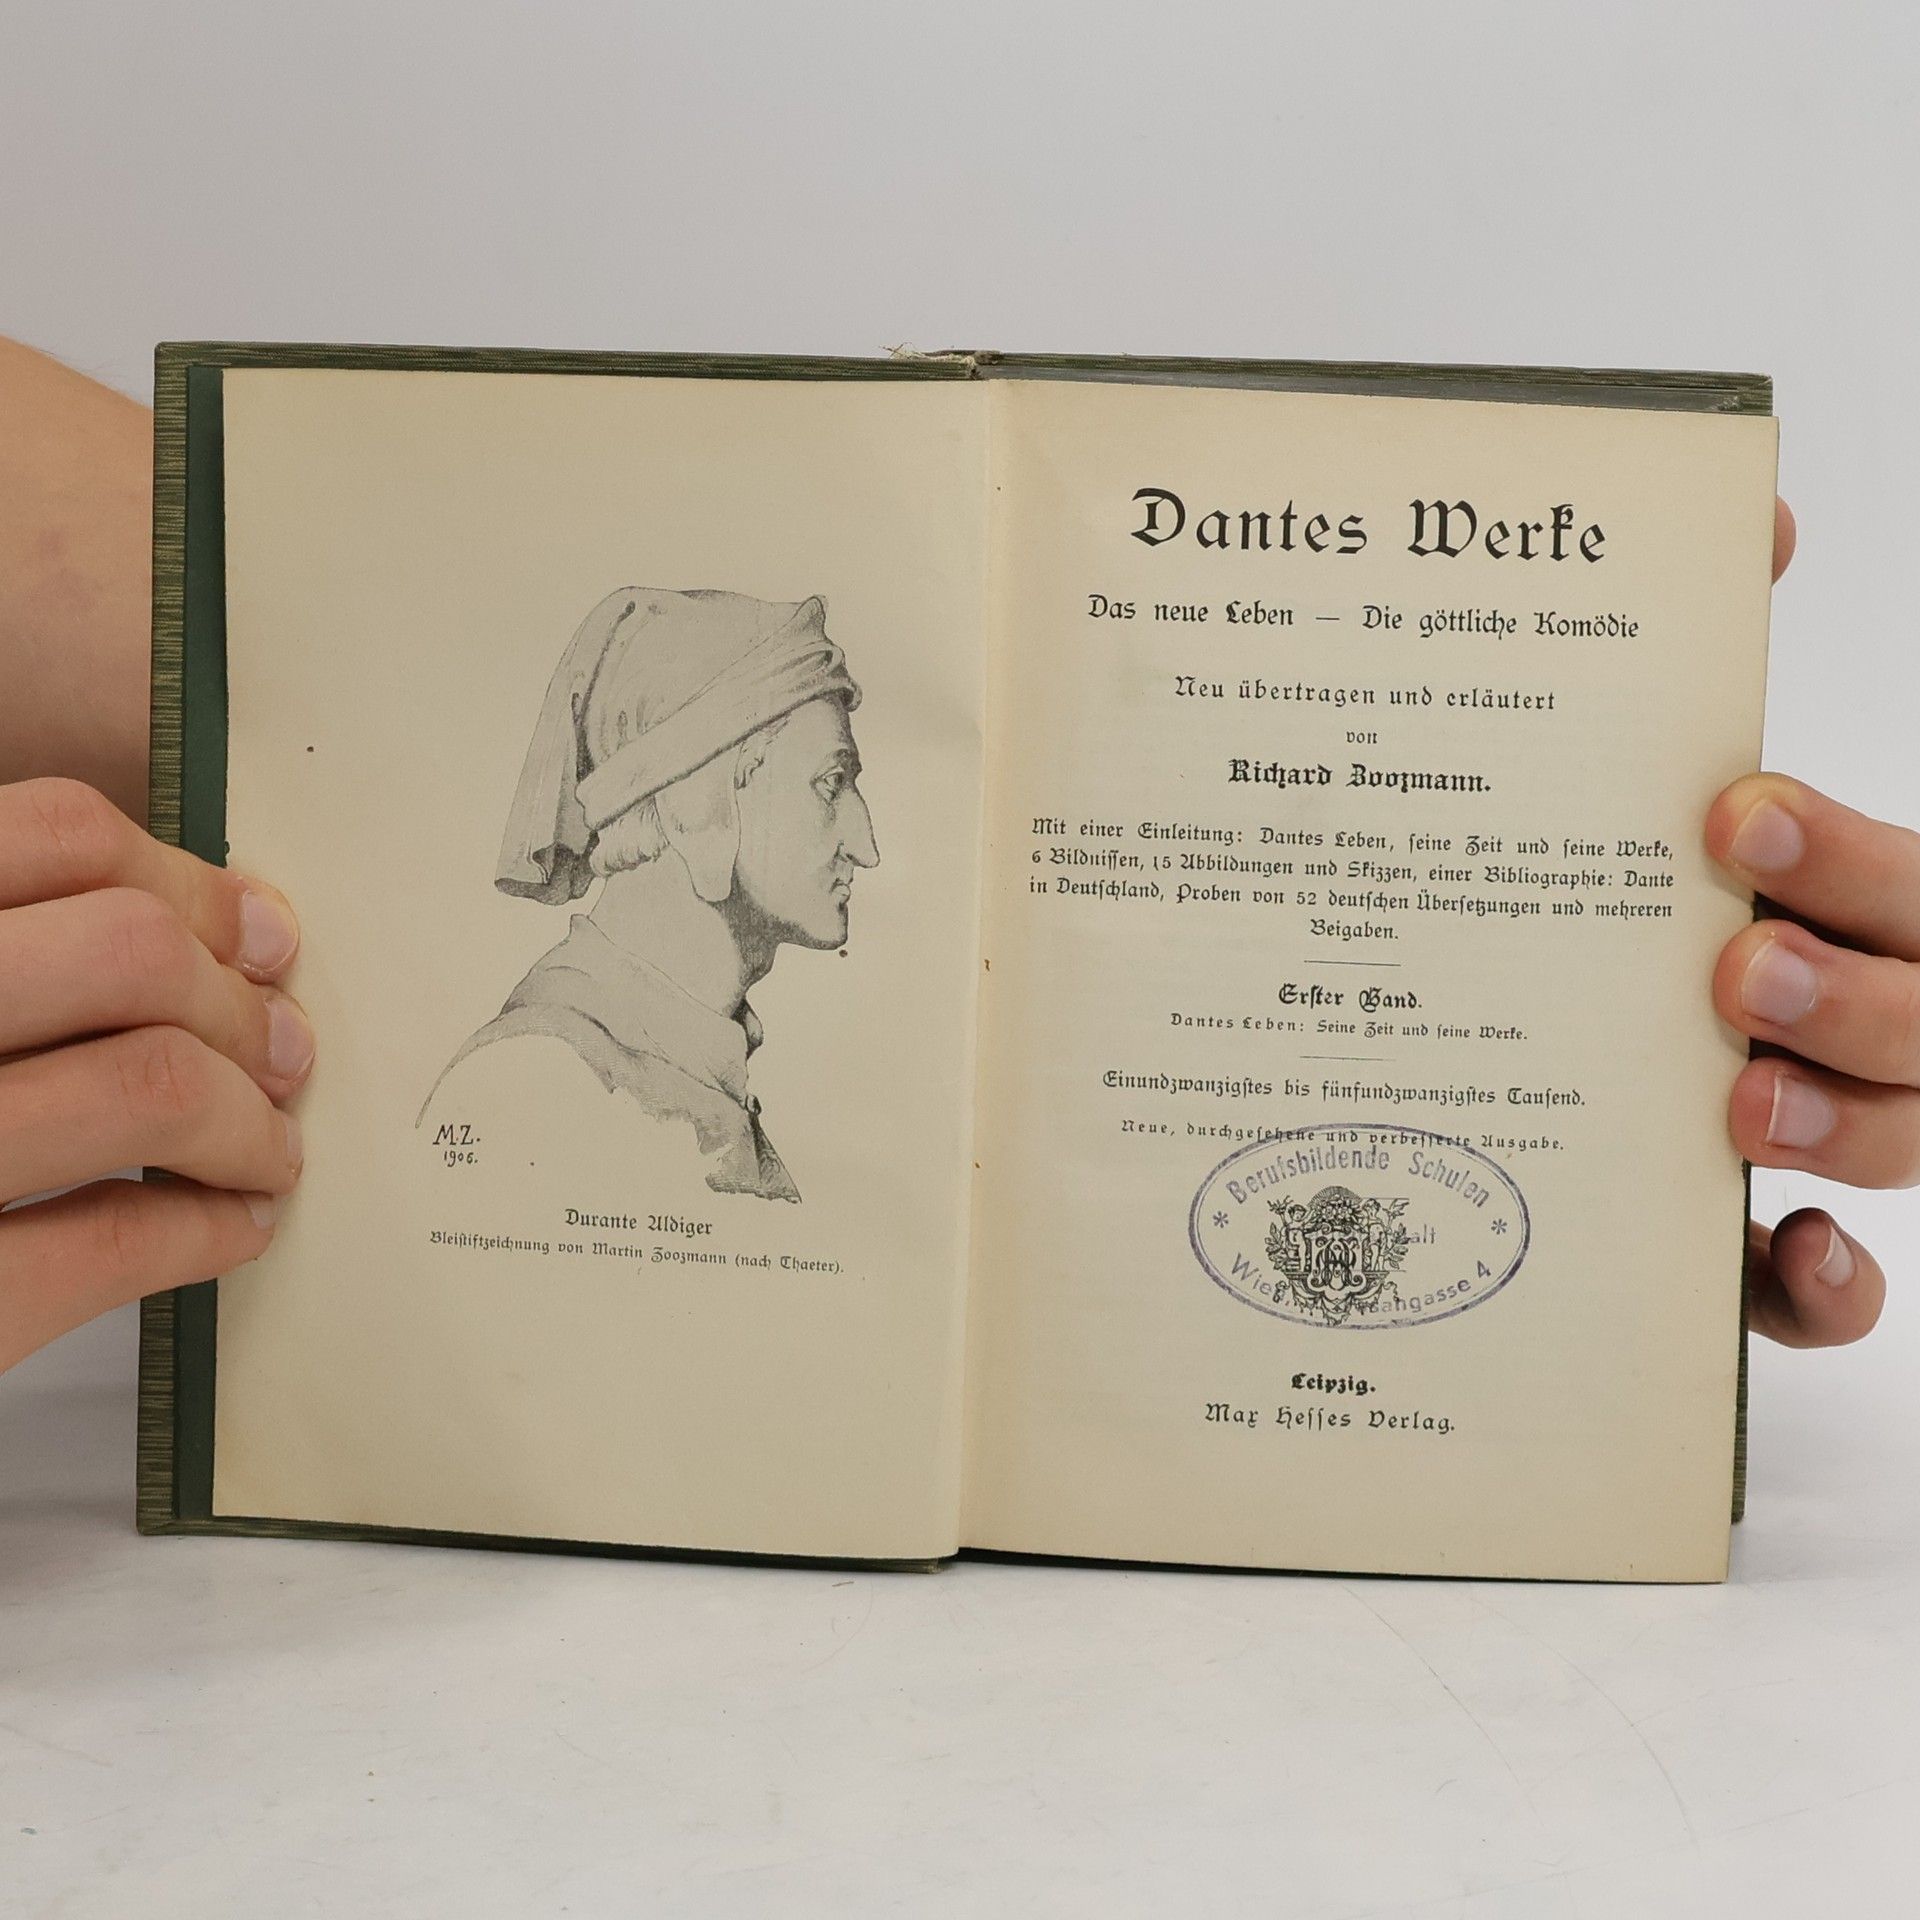 M.Z.
1906.
Durante Aldiger
Bleistiftzeichnung von Martin Zoozmann (nach Thaeter).
Dantes Werke
Das neue Leben — Die göttliche Komödie
Neu übertragen und erläutert
von
Richard Zoozmann.
Mit einer Einleitung: Dantes Leben, seine Zeit und seine Werke,
6 Bildnissen, 15 Abbildungen und Skizzen, einer Bibliographie: Dante
in Deutschland, Proben von 52 deutschen Übersetzungen und mehreren
Beigaben.
Erster Band.
Dantes Leben: Seine Zeit und seine Werke.
Einundzwanzigstes bis fünfundzwanzigstes Tausend.
Neue, durchgesehene und verbesserte Ausgabe.
* Berufsbildende Schulen *
Leipzig.
Max Hesses Verlag.